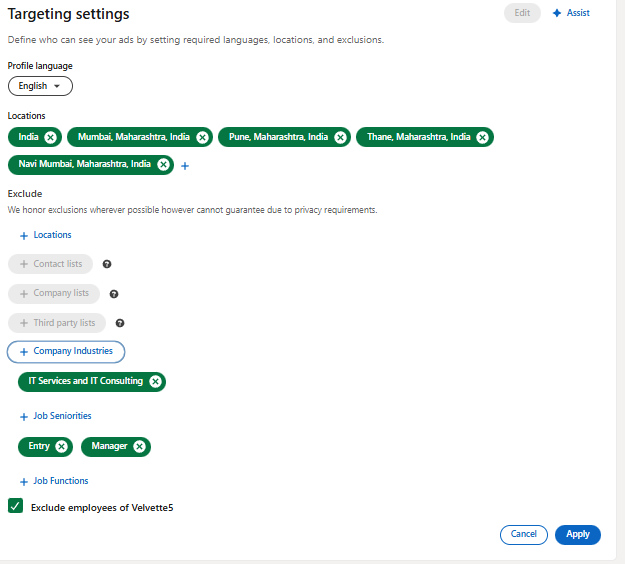 Targeting settings
Edit
Assist
Define who can see your ads by setting required languages, locations, and exclusions.
Profile language
English
Locations
India
Mumbai, Maharashtra, India
Pune, Maharashtra, India
Thane, Maharashtra, India
Navi Mumbai, Maharashtra, India
Exclude
We honor exclusions wherever possible however cannot guarantee due to privacy requirements.
+ Locations
+ Contact lists
+ Company lists
+ Third party lists
+ Company Industries
IT Services and IT Consulting
+ Job Seniorities
Entry
Manager
+ Job Functions
Exclude employees of Velvette5
Cancel
Apply